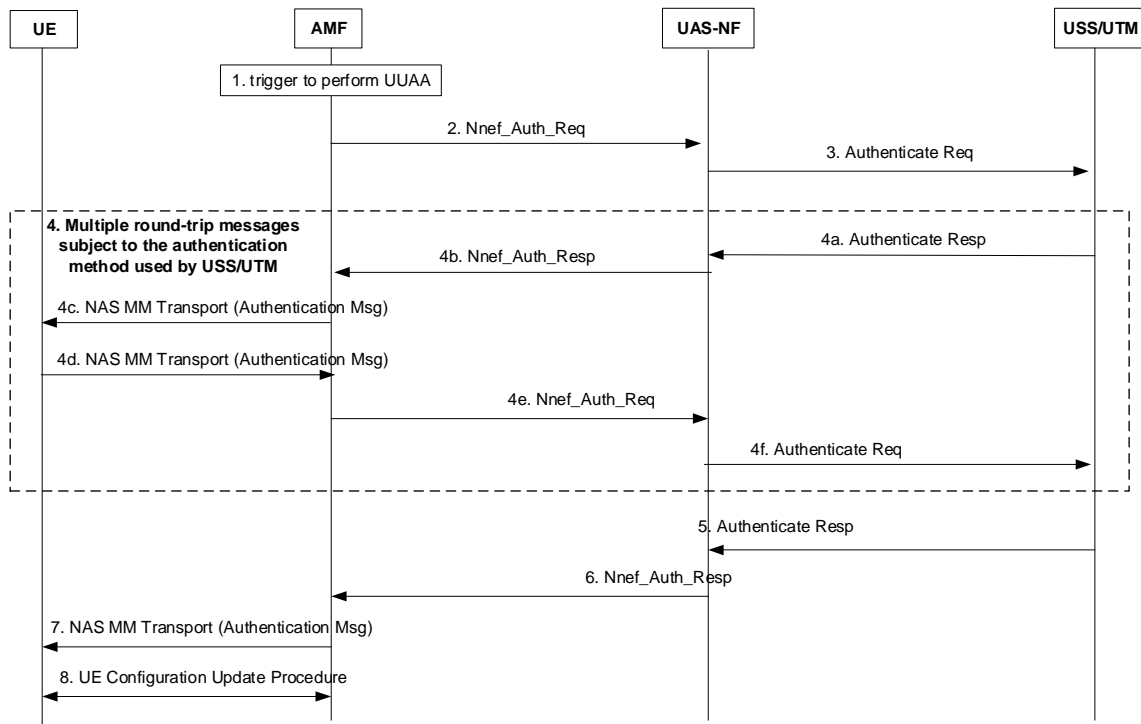 UE
AMF
UAS-NF
USS/UTM
1. trigger to perform UUAA
2. Nnef_Auth_Req
3. Authenticate Req
4. Multiple round-trip messages
subject to the authentication
method used by USS/UTM
4a. Authenticate Resp
4b. Nnef_Auth_Resp
4c. NAS MM Transport (Authentication Msg)
4d. NAS MM Transport (Authentication Msg)
4e. Nnef_Auth_Req
4f. Authenticate Req
5. Authenticate Resp
6. Nnef_Auth_Resp
7. NAS MM Transport (Authentication Msg)
8. UE Configuration Update Procedure